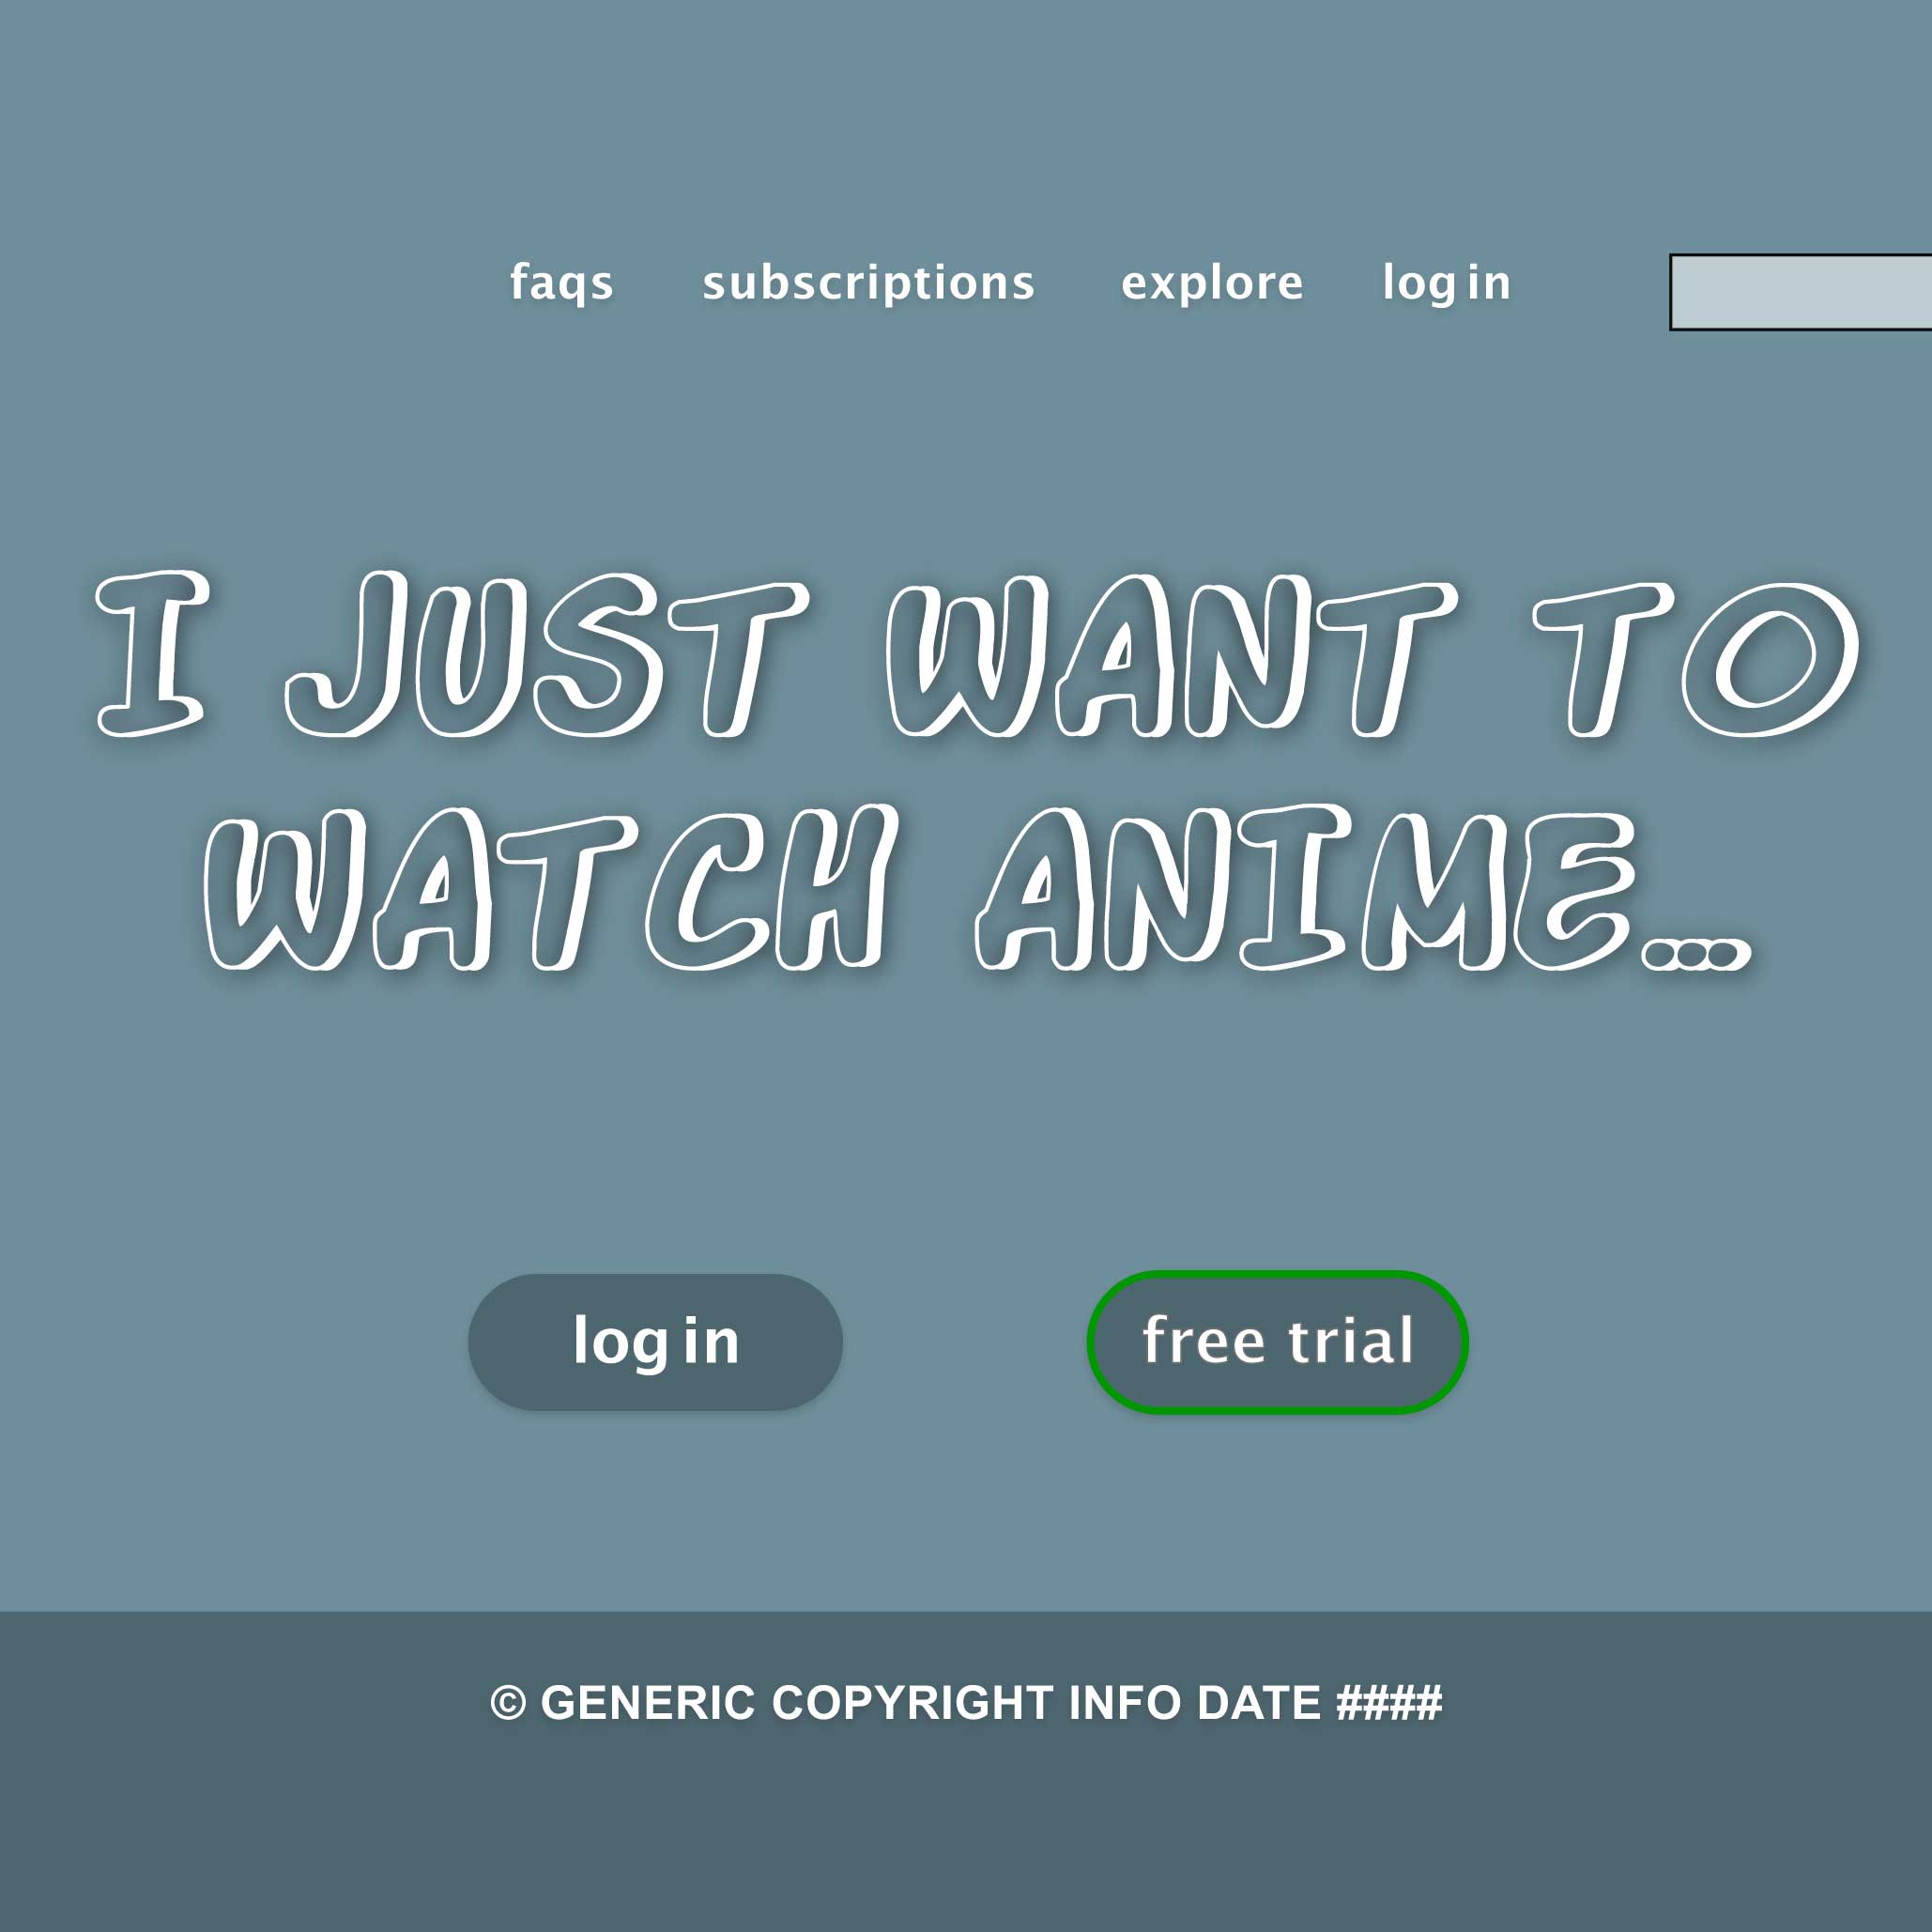 faqs subscriptions explore log in
I JUST WANT TO
WATCH ANIME...
log in free trial
© GENERIC COPYRIGHT INFO DATE ####